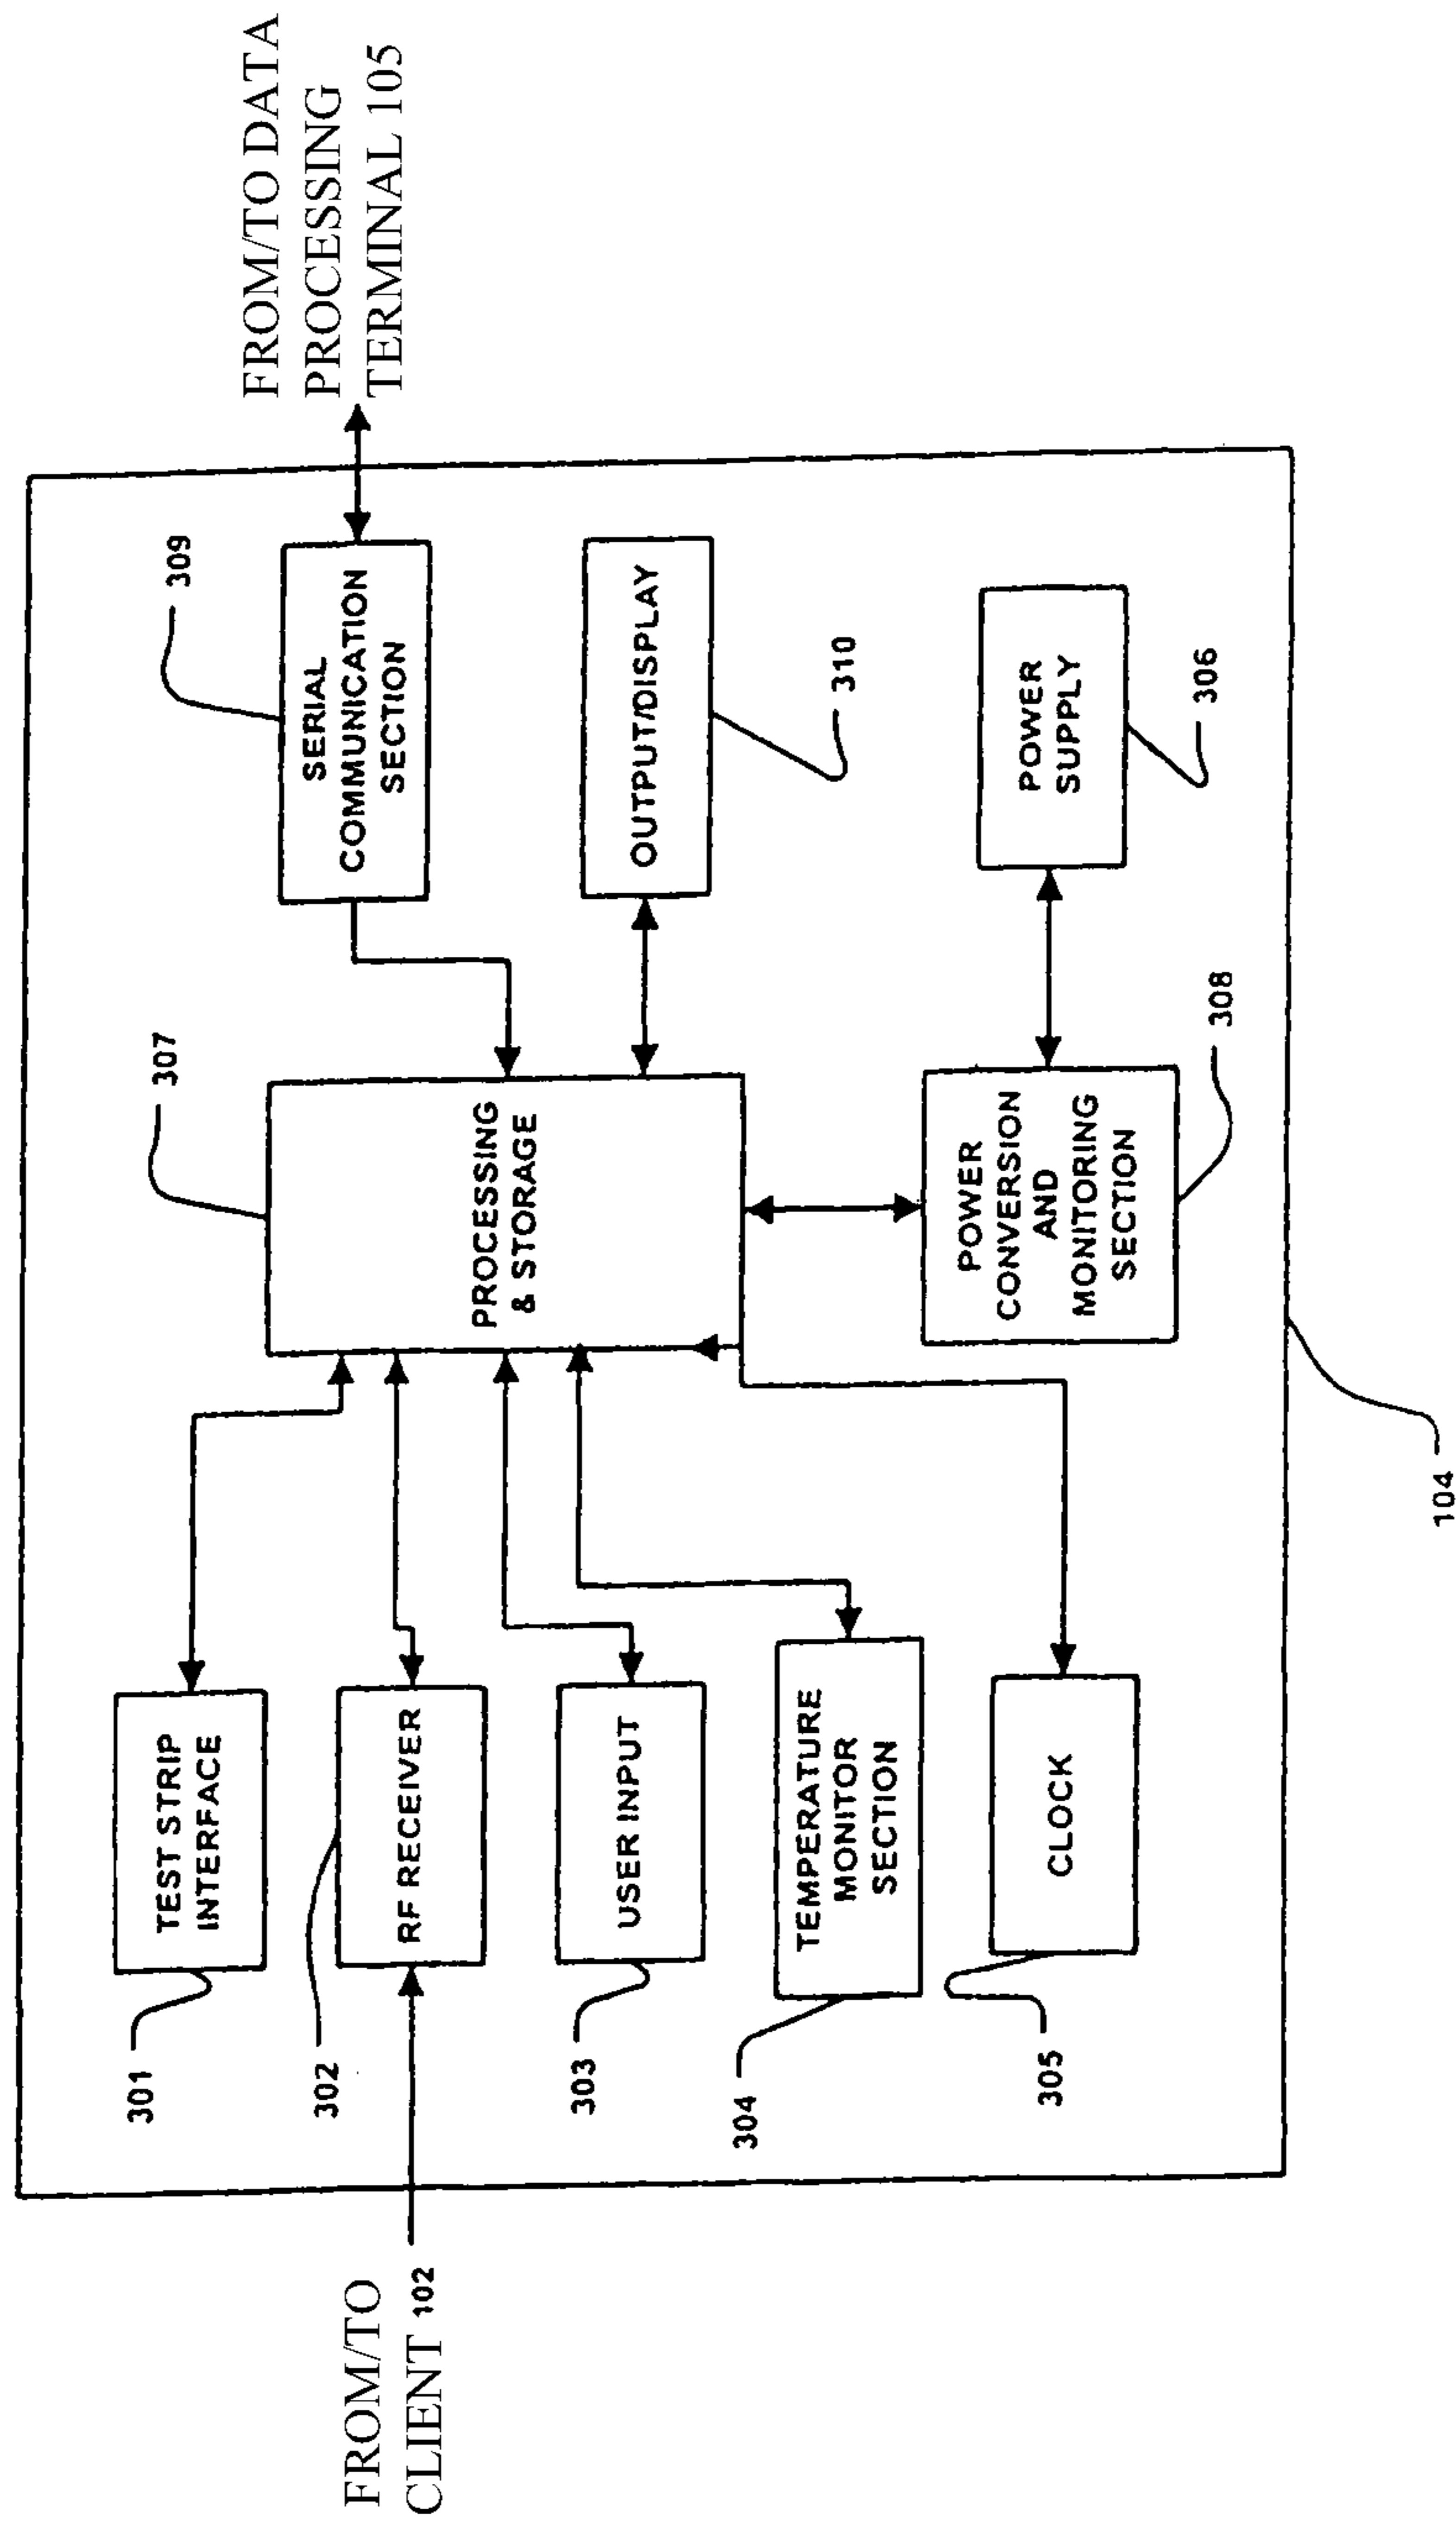 FROM/TO DATA
PROCESSING
TERMINAL 105
309
SERIAL
COMMUNICATION
SECTION
OUTPUT/DISPLAY
310
POWER
SUPPLY
306
307
PROCESSING
& STORAGE
POWER
CONVERSION
AND
MONITORING
SECTION
308
TEST STRIP
INTERFACE
301
RF RECEIVER
302
USER INPUT
303
TEMPERATURE
MONITOR
SECTION
304
CLOCK
305
104
FROM/TO
CLIENT 102